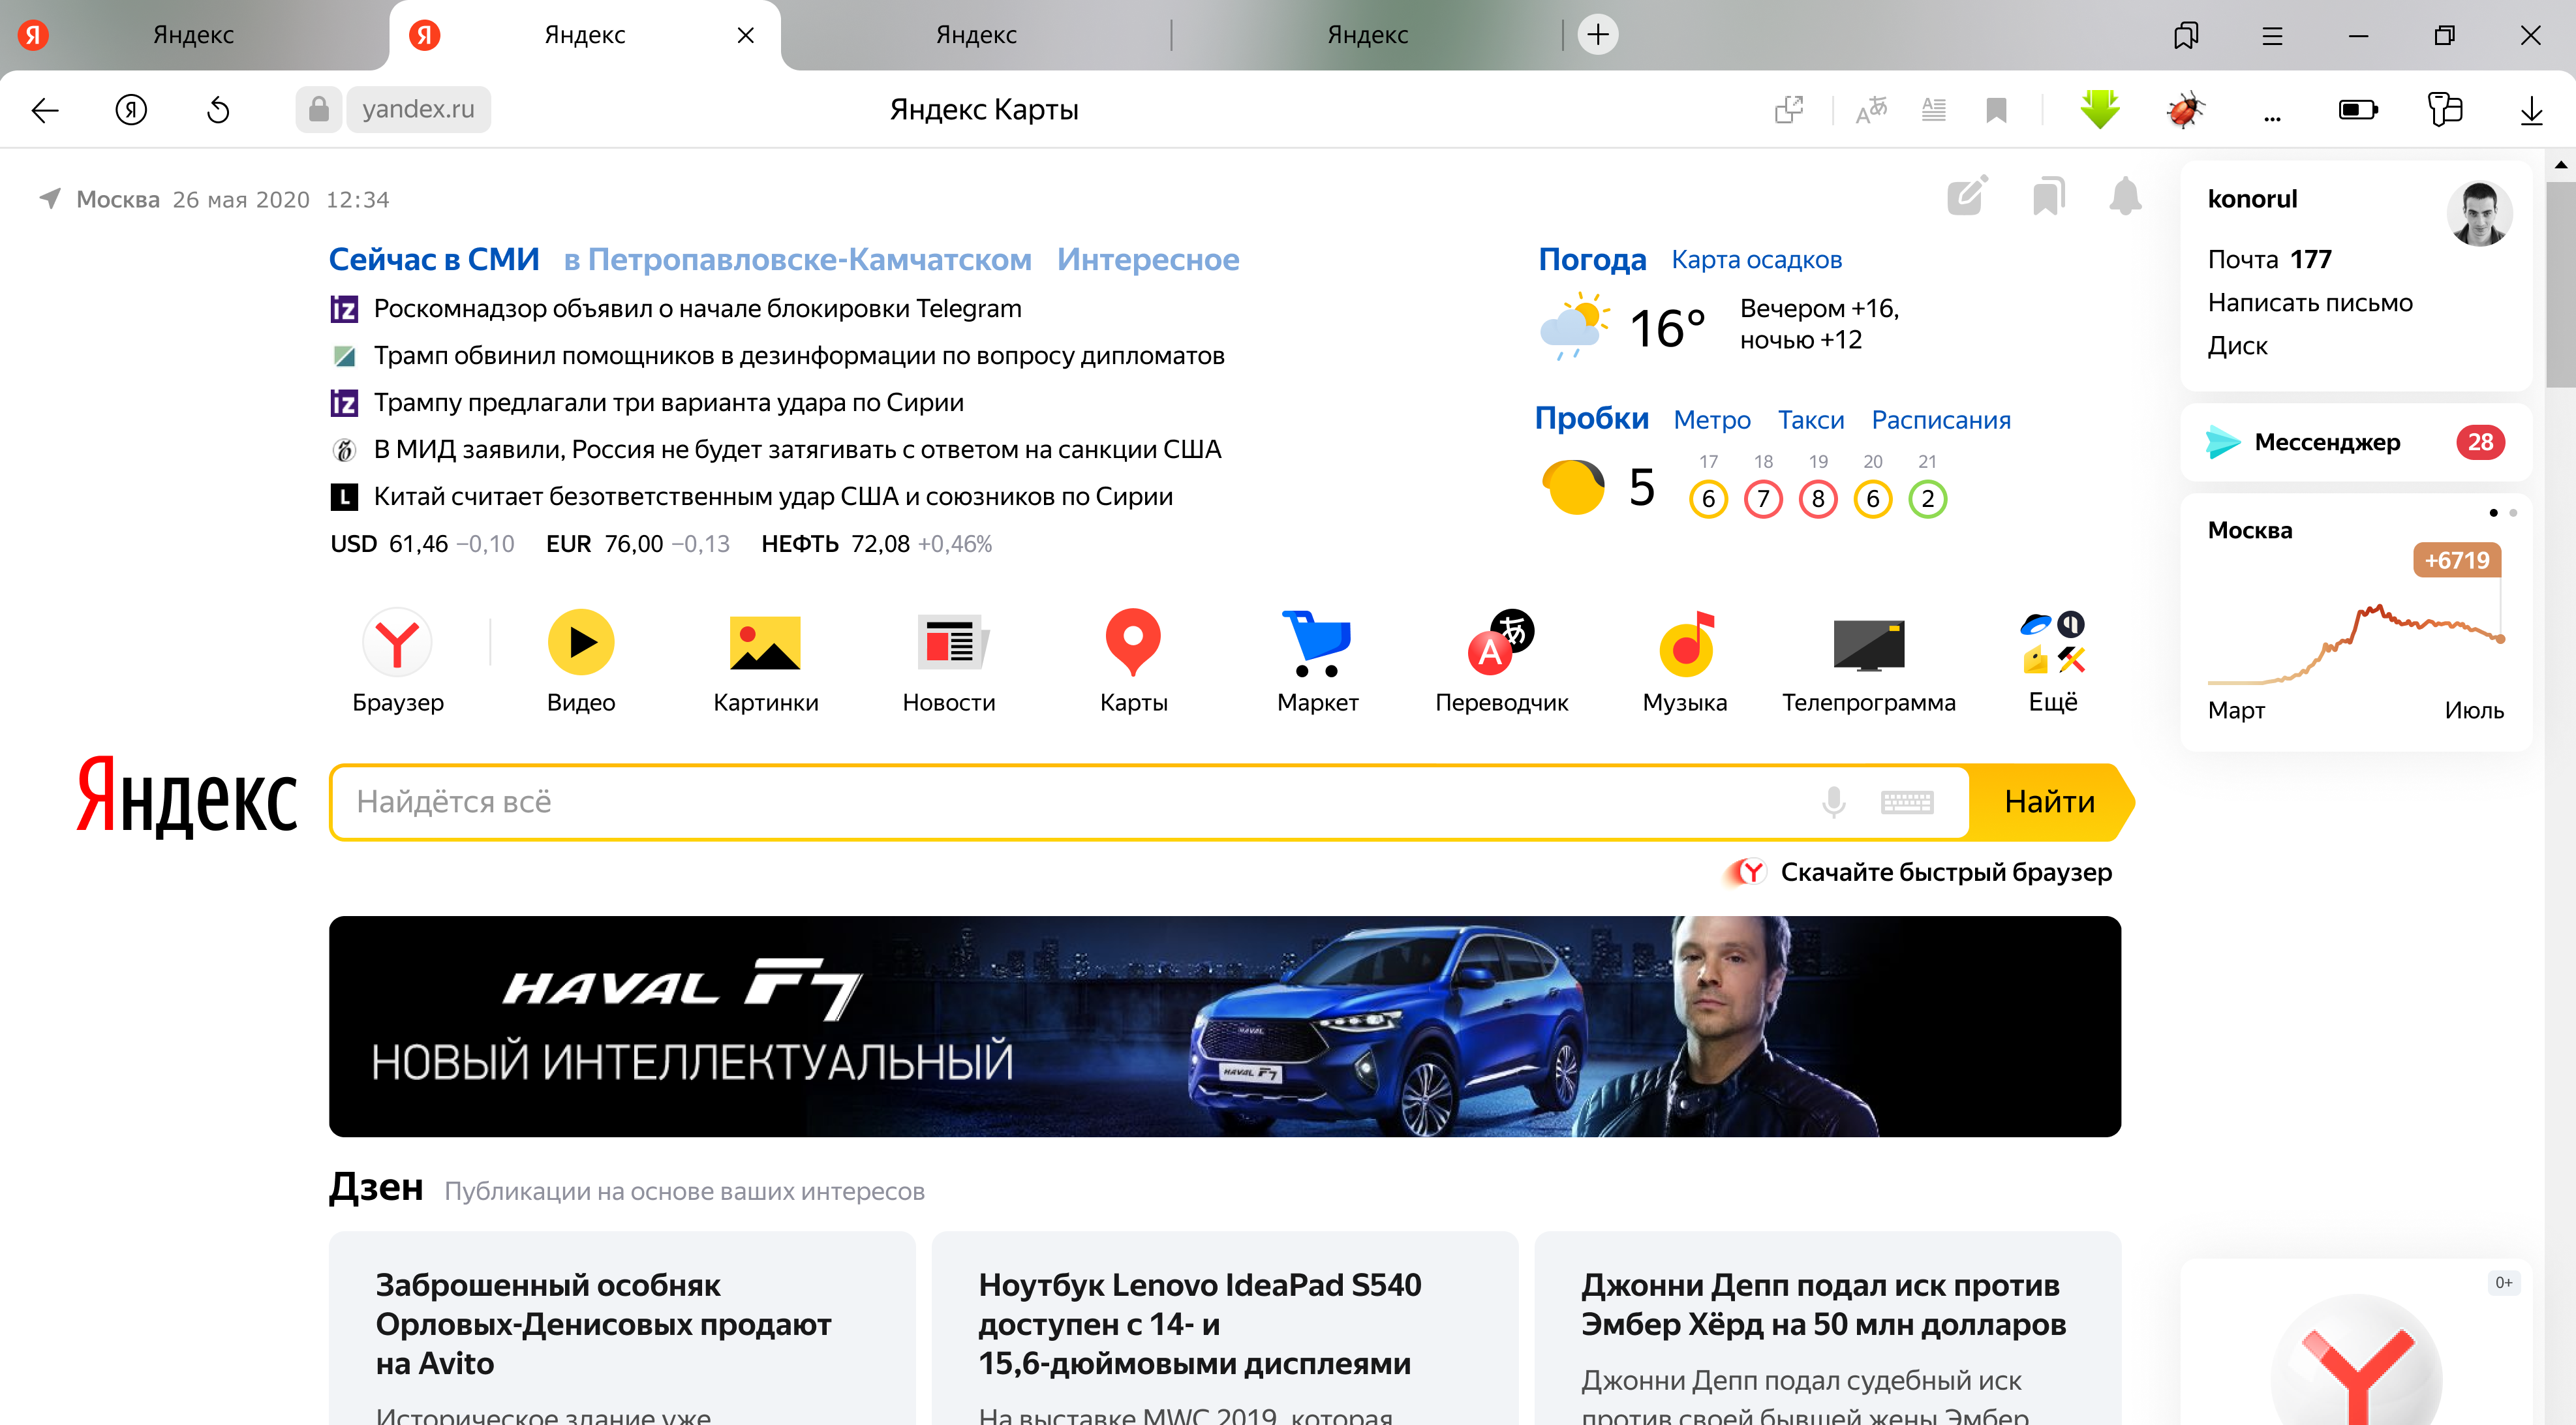 Яндекс
Яндекс
Яндекс
Яндекс
yandex.ru
Яндекс Карты
...
Москва 26 мая 2020 12:34
Сейчас в СМИ в Петропавловске-Камчатском Интересное
Роскомнадзор объявил о начале блокировки Telegram
Трамп обвинил помощников в дезинформации по вопросу дипломатов
Трампу предлагали три варианта удара по Сирии
В МИД заявили, Россия не будет затягивать с ответом на санкции США
Китай считает безответственным удар США и союзников по Сирии
USD 61,46 −0,10 EUR 76,00 −0,13 НЕФТЬ 72,08 +0,46%
Погода Карта осадков
16° Вечером +16,
ночью +12
Пробки Метро Такси Расписания
5
17 18 19 20 21
6 7 8 6 2
konorul
Почта 177
Написать письмо
Диск
Мессенджер 28
Москва
+6719
Март Июль
Браузер
Видео
Картинки
Новости
Карты
Маркет
Переводчик
Музыка
Телепрограмма
Ещё
Яндекс
Найдётся всё
Найти
Скачайте быстрый браузер
HAVAL F7
НОВЫЙ ИНТЕЛЛЕКТУАЛЬНЫЙ
HAVAL F7
Дзен Публикации на основе ваших интересов
Заброшенный особняк
Орловых-Денисовых продают
на Avito
Историческое здание уже
Ноутбук Lenovo IdeaPad S540
доступен с 14- и
15,6-дюймовыми дисплеями
На выставке MWC 2019, которая
Джонни Депп подал иск против
Эмбер Хёрд на 50 млн долларов
Джонни Депп подал судебный иск
против своей бывшей жены Эмбер
0+